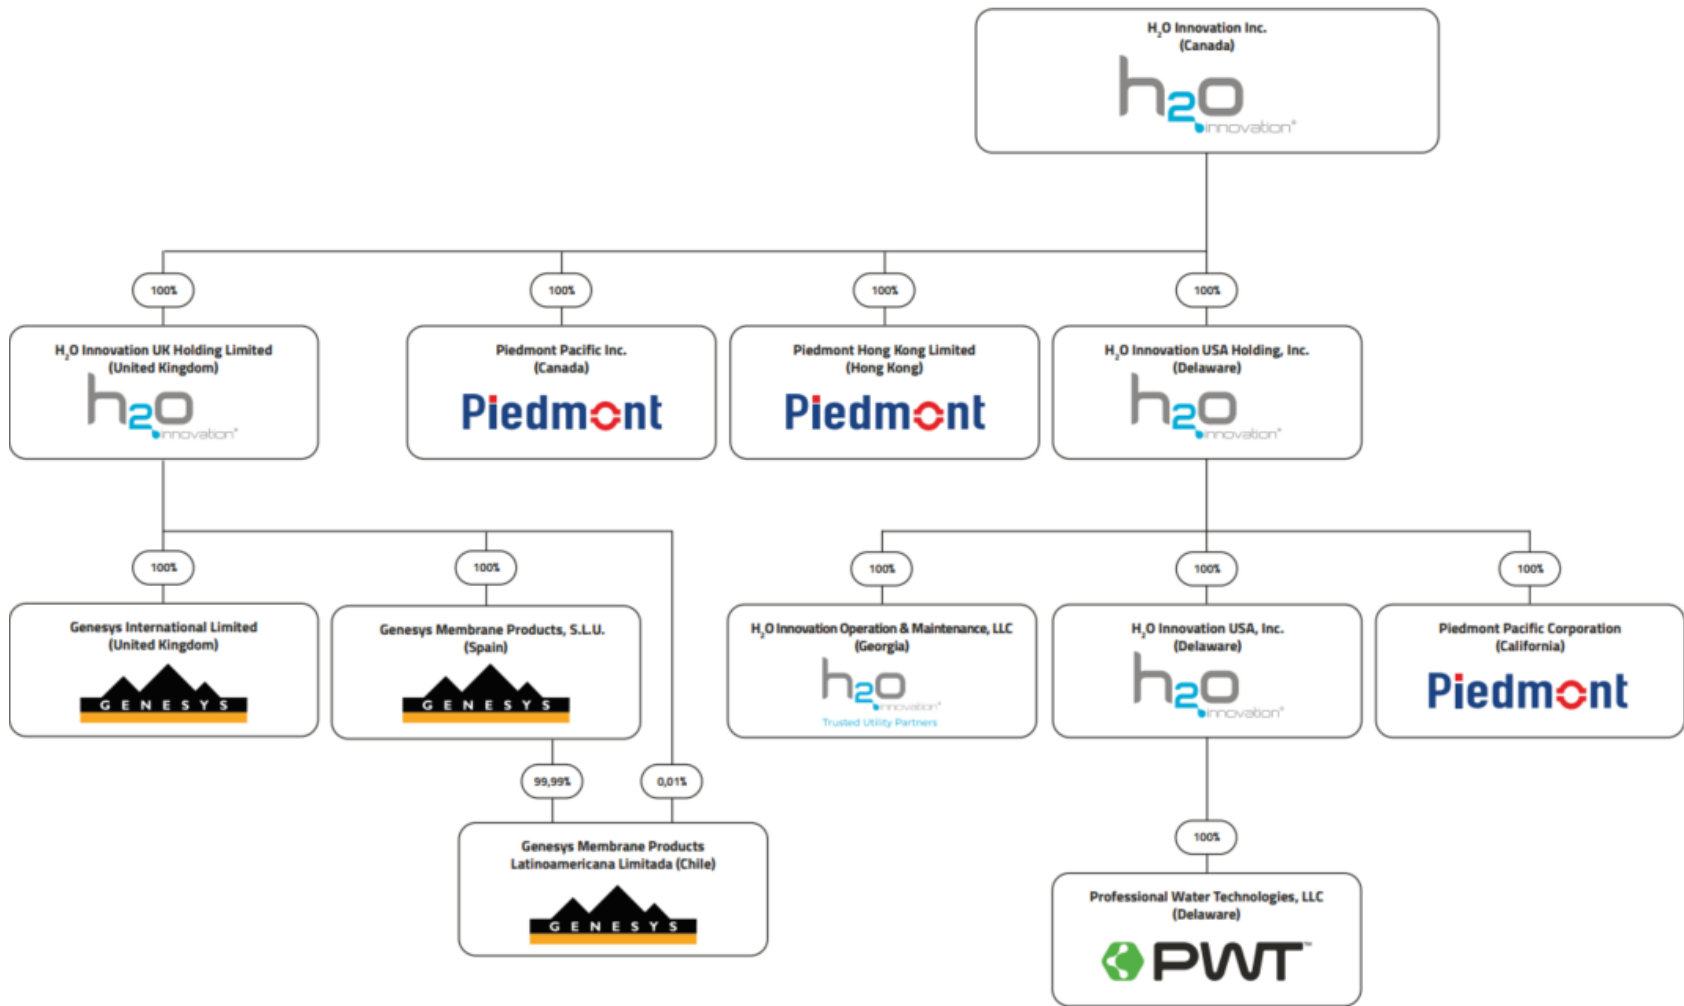 H₂O Innovation Inc.
(Canada)
h2o
innovation®
100%
100%
100%
100%
H₂O Innovation UK Holding Limited
(United Kingdom)
h2o
innovation®
Piedmont Pacific Inc.
(Canada)
Piedmont
Piedmont Hong Kong Limited
(Hong Kong)
Piedmont
H₂O Innovation USA Holding, Inc.
(Delaware)
h2o
innovation®
100%
100%
100%
100%
100%
Genesys International Limited
(United Kingdom)
GENESYS
Genesys Membrane Products, S.L.U.
(Spain)
GENESYS
H₂O Innovation Operation & Maintenance, LLC
(Georgia)
h2o
innovation®
Trusted Utility Partners
H₂O Innovation USA, Inc.
(Delaware)
h2o
innovation®
Piedmont Pacific Corporation
(California)
Piedmont
99,99%
0,01%
100%
Genesys Membrane Products
Latinoamericana Limitada (Chile)
GENESYS
Professional Water Technologies, LLC
(Delaware)
PWT™